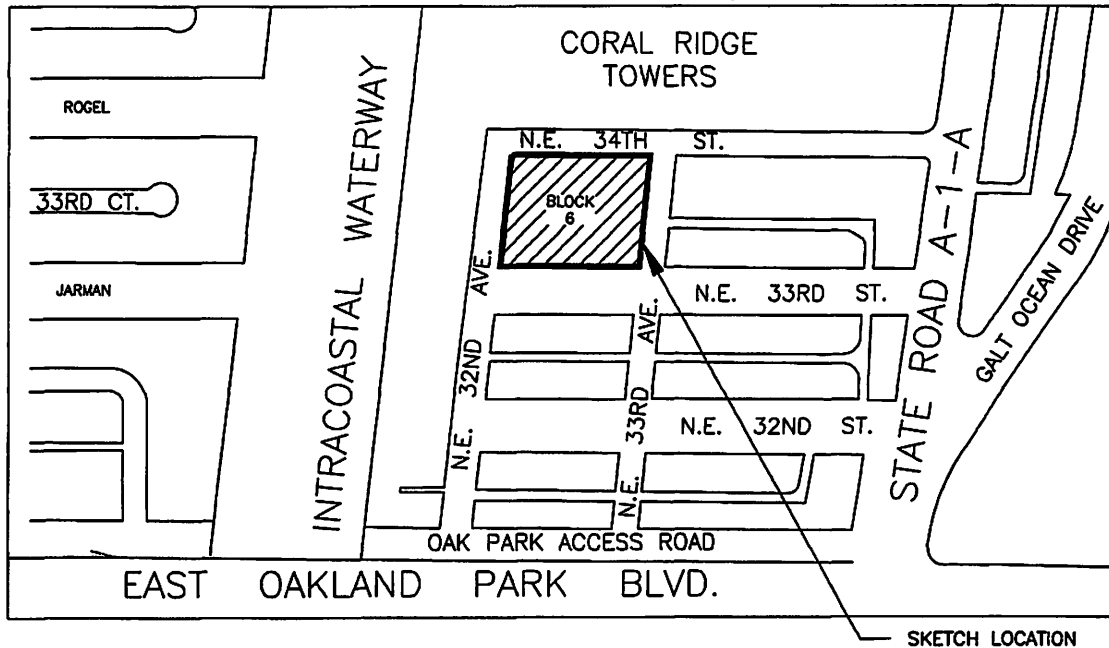 CORAL RIDGE
TOWERS
ROGEL
N.E. 34TH ST.
33RD CT.
BLOCK
6
INTRACOASTAL WATERWAY
STATE ROAD A-1-A
GALT OCEAN DRIVE
JARMAN
N.E. 32ND AVE.
N.E. 33RD ST.
N.E. 33RD AVE.
N.E. 32ND ST.
OAK PARK ACCESS ROAD
EAST OAKLAND PARK BLVD.
SKETCH LOCATION